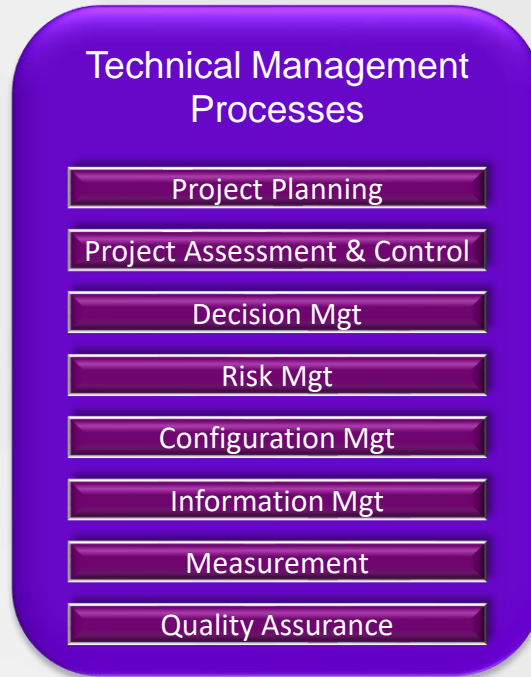 Technical Management
Processes
Project Planning
Project Assessment & Control
Decision Mgt
Risk Mgt
Configuration Mgt
Information Mgt
Measurement
Quality Assurance